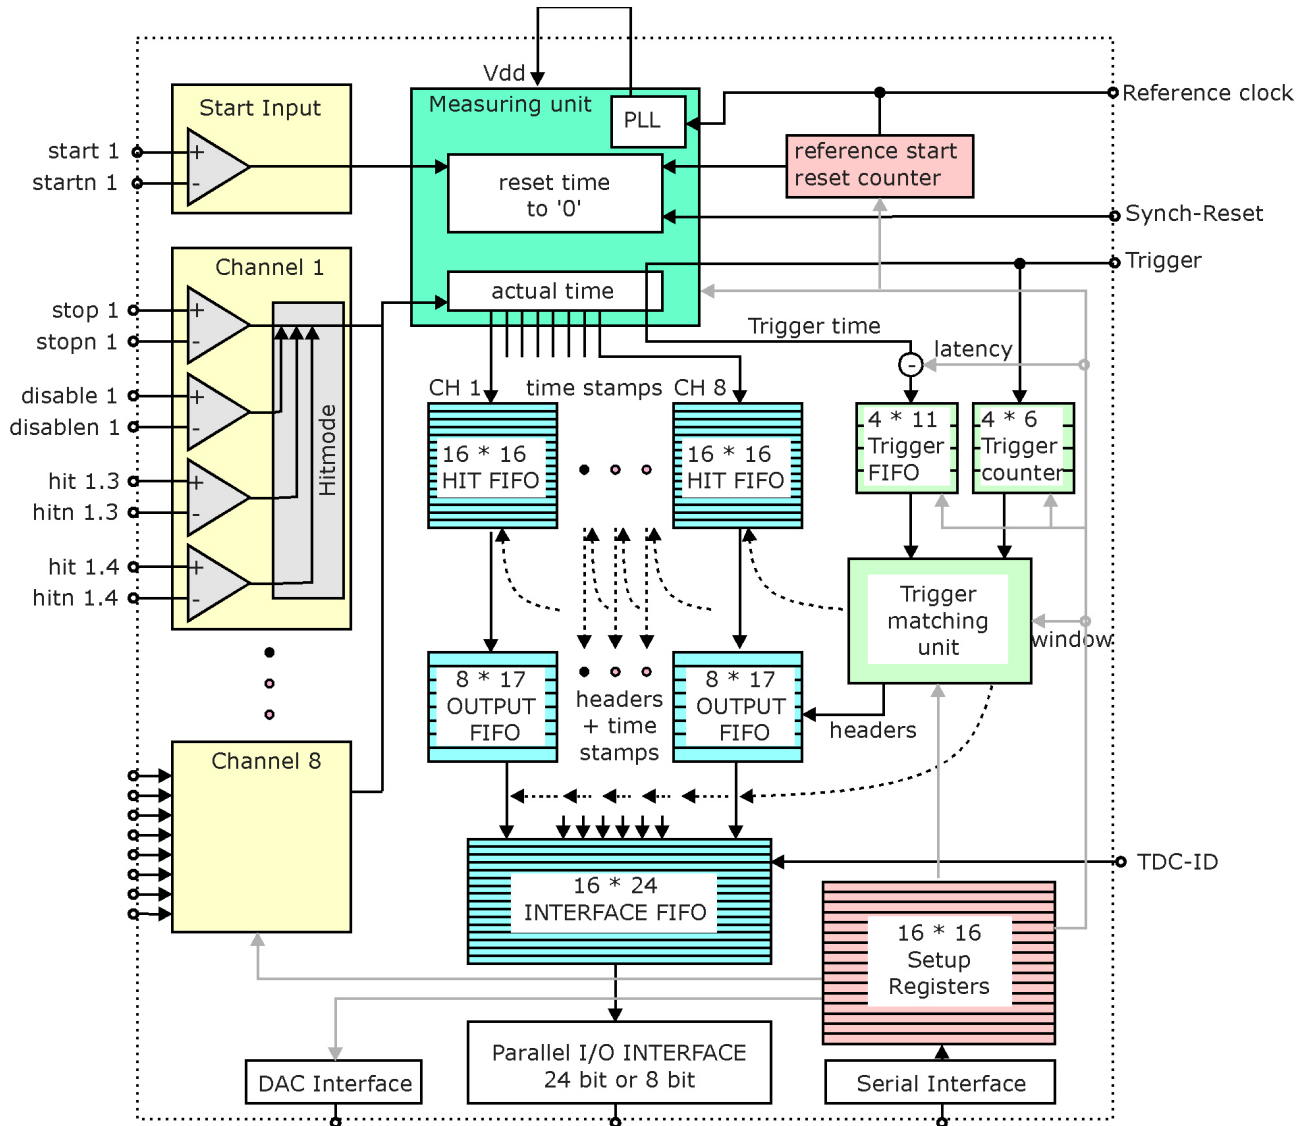 Vdd
Start Input
start 1
startn 1
Measuring unit
PLL
reset time
to '0'
actual time
reference start
reset counter
Reference clock
Synch-Reset
Trigger
Channel 1
stop 1
stopn 1
disable 1
disablen 1
hit 1.3
hitn 1.3
hit 1.4
hitn 1.4
+
-
+
-
+
-
+
-
+
-
Hitmode
Trigger time
-
latency
CH 1
time stamps
CH 8
16 * 16
HIT FIFO
16 * 16
HIT FIFO
4 * 11
Trigger
FIFO
4 * 6
Trigger
counter
Trigger
matching
unit
window
8 * 17
OUTPUT
FIFO
headers
+ time
stamps
8 * 17
OUTPUT
FIFO
headers
Channel 8
16 * 24
INTERFACE FIFO
TDC-ID
16 * 16
Setup
Registers
DAC Interface
Parallel I/O INTERFACE
24 bit or 8 bit
Serial Interface